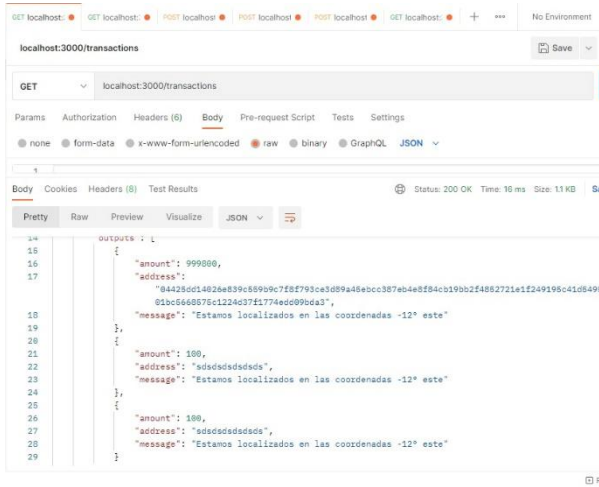 GET localhost: GET localhost: POST localhost POST localhost POST localhost GET localhost: + ooo No Environment
localhost:3000/transactions Save
GET localhost:3000/transactions
Params Authorization Headers (6) Body Pre-request Script Tests Settings
none form-data x-www-form-urlencoded raw binary GraphQL JSON
1
Body Cookies Headers (8) Test Results Status: 200 OK Time: 16 ms Size: 1.1 KB
Pretty Raw Preview Visualize JSON
14 "outputs": [
15 {
16 "amount": 999800,
17 "address":
18 "message": "Estamos localizados en las coordenadas -12° este"
19 },
20 {
21 "amount": 100,
22 "address": "sdsdsdsdsdsds",
23 "message": "Estamos localizados en las coordenadas -12° este"
24 },
25 {
26 "amount": 100,
27 "address": "sdsdsdsdsdsds",
28 "message": "Estamos localizados en las coordenadas -12° este"
29 }